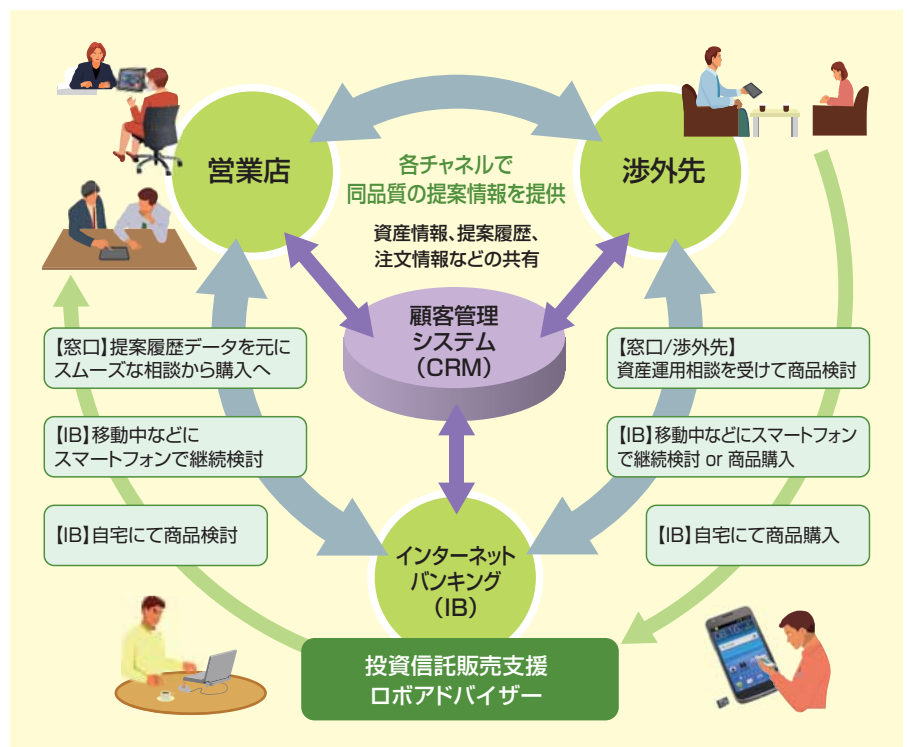 営業店
渉外先
各チャネルで
同品質の提案情報を提供
資産情報、提案履歴、
注文情報などの共有
顧客管理
システム
（CRM）
【窓口】提案履歴データを元に
スムーズな相談から購入へ
【IB】移動中などに
スマートフォンで継続検討
【IB】自宅にて商品検討
【窓口/渉外先】
資産運用相談を受けて商品検討
【IB】移動中などにスマートフォン
で継続検討 or 商品購入
【IB】自宅にて商品購入
インターネット
バンキング
（IB）
投資信託販売支援
ロボアドバイザー